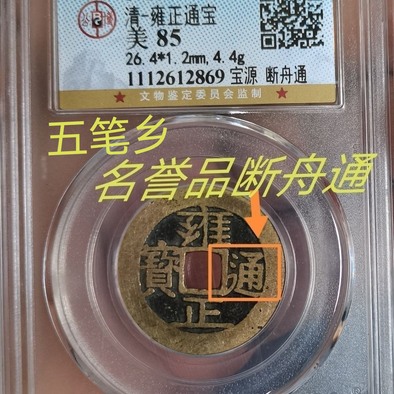 清-雍正通宝
美 85
26.4*1.2mm,4.4g
1112612869 宝源 断舟通
★ 文物鉴定委员会监制 ★
五笔乡
名誉品断舟通
雍
寳 通
正